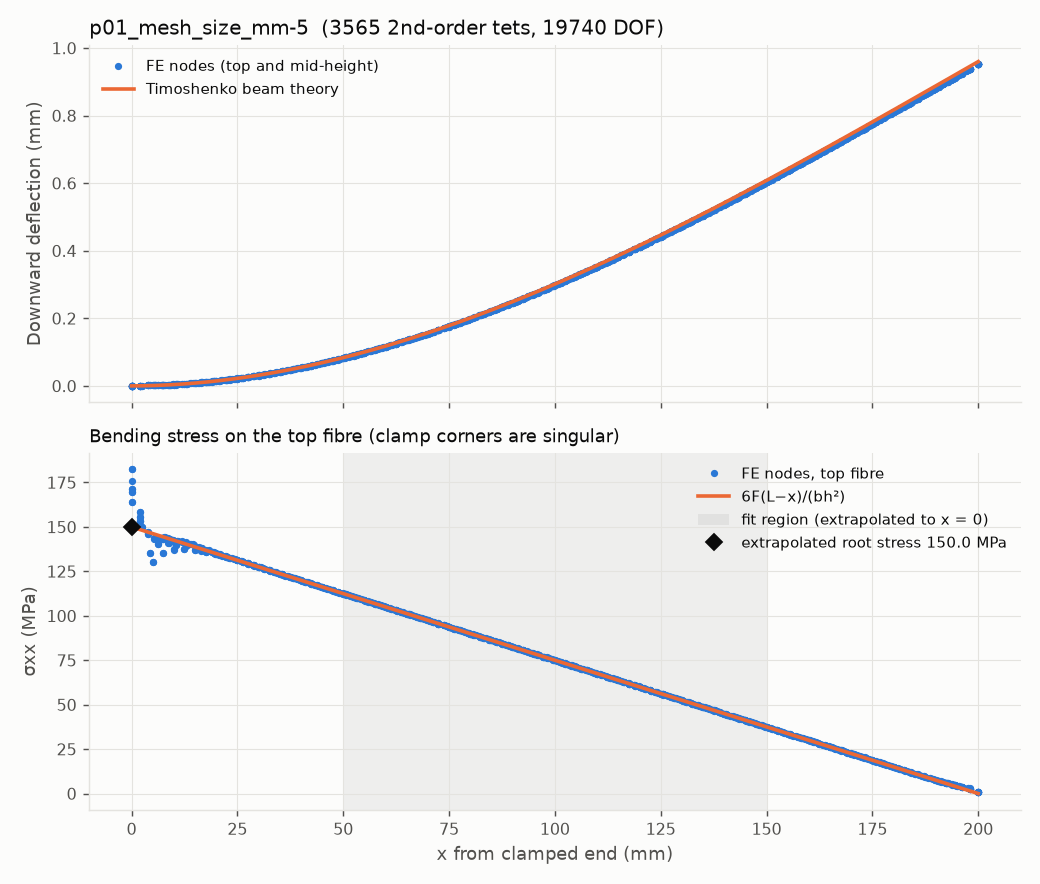 p01_mesh_size_mm-5  (3565 2nd-order tets, 19740 DOF)
FE nodes (top and mid-height)
Timoshenko beam theory
Downward deflection (mm)
1.0
0.8
0.6
0.4
0.2
0.0
Bending stress on the top fibre (clamp corners are singular)
FE nodes, top fibre
6F(L−x)/(bh²)
fit region (extrapolated to x = 0)
extrapolated root stress 150.0 MPa
σxx (MPa)
175
150
125
100
75
50
25
0
0 25 50 75 100 125 150 175 200
x from clamped end (mm)